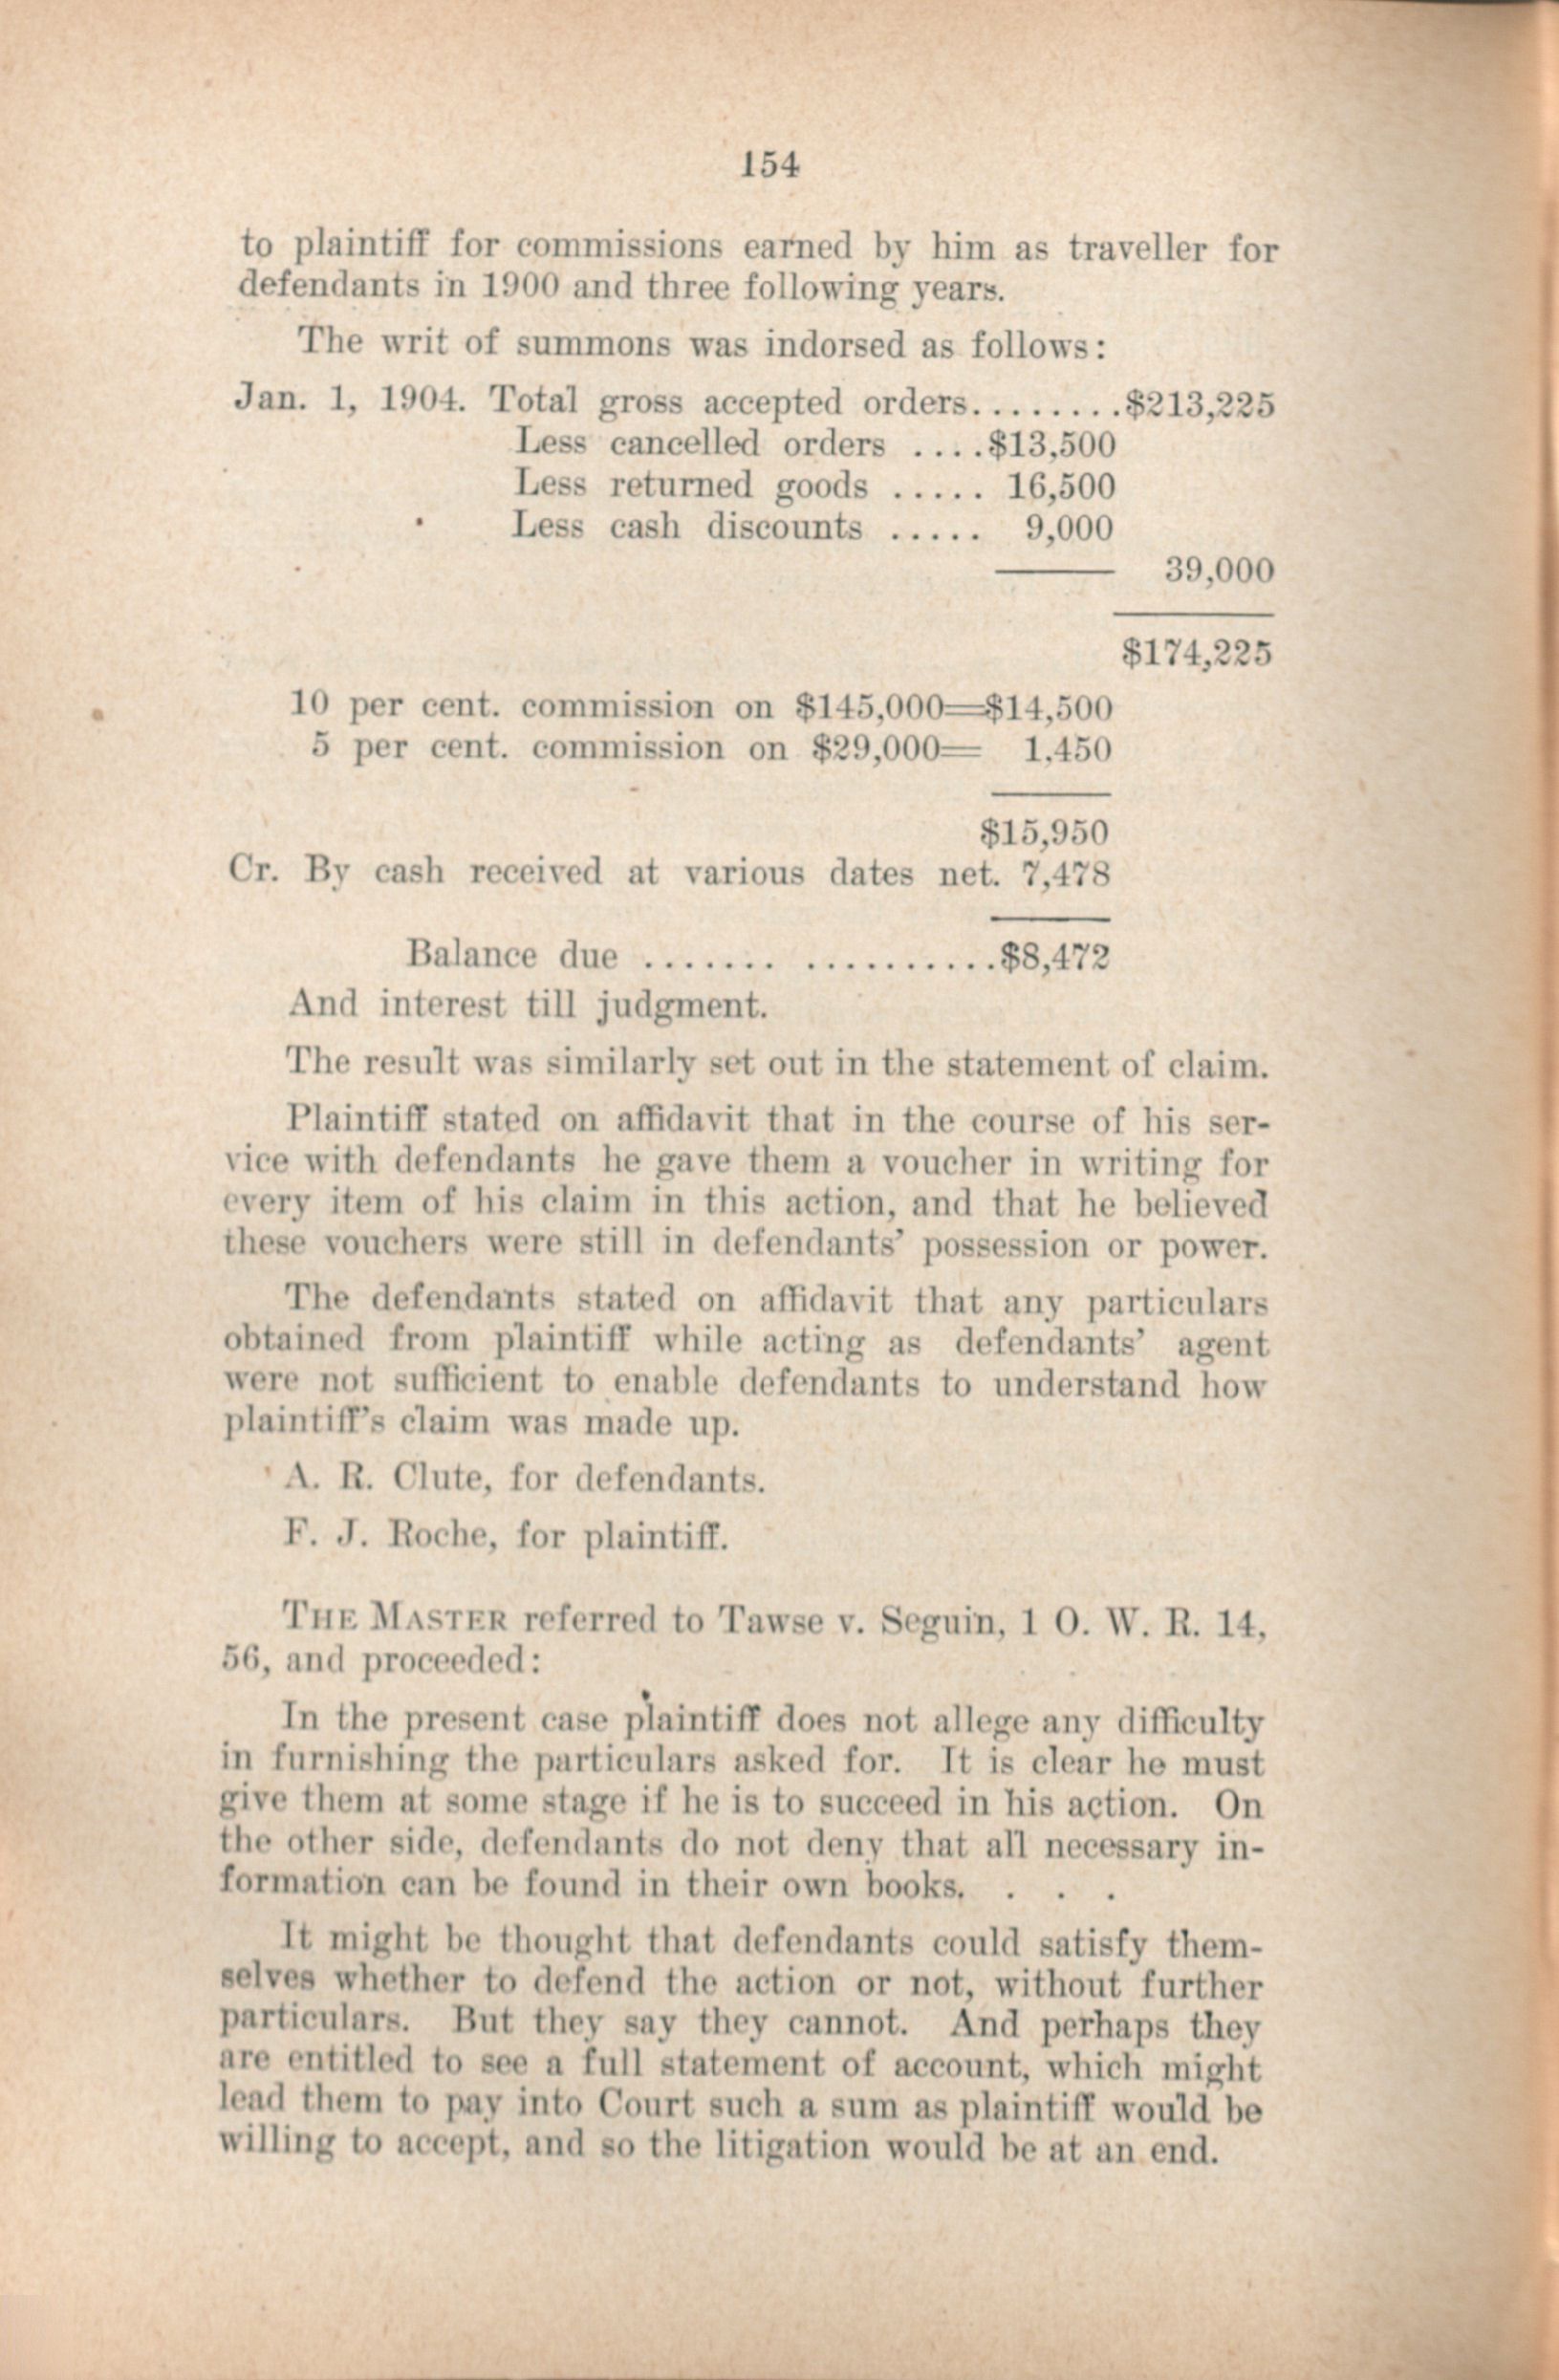 154
to plaintiff for commissions earned by him as traveller for
defendants in 1900 and three following years.
The writ of summons was indorsed as follows:
Jan. 1, 1904. Total gross accepted orders.........$213,225
Less cancelled orders ....$13,500
Less returned goods ..... 16,500
Less cash discounts ..... 9,000
39,000
$174,225
10 per cent. commission on $145,000=$14,500
5 per cent. commission on $29,000= 1,450
$15,950
Cr. By cash received at various dates net. 7,478
Balance due ....... ...........$8,472
And interest till judgment.
The result was similarly set out in the statement of claim.
Plaintiff stated on affidavit that in the course of his ser-
vice with defendants he gave them a voucher in writing for
every item of his claim in this action, and that he believed
these vouchers were still in defendants' possession or power.
The defendants stated on affidavit that any particulars
obtained from plaintiff while acting as defendants' agent
were not sufficient to enable defendants to understand how
plaintiff's claim was made up.
A. R. Clute, for defendants.
F. J. Roche, for plaintiff.
THE MASTER referred to Tawse v. Seguin, 1 O. W. R. 14,
56, and proceeded:
In the present case plaintiff does not allege any difficulty
in furnishing the particulars asked for. It is clear he must
give them at some stage if he is to succeed in his action. On
the other side, defendants do not deny that all necessary in-
formation can be found in their own books. . . .
It might be thought that defendants could satisfy them-
selves whether to defend the action or not, without further
particulars. But they say they cannot. And perhaps they
are entitled to see a full statement of account, which might
lead them to pay into Court such a sum as plaintiff would be
willing to accept, and so the litigation would be at an end.